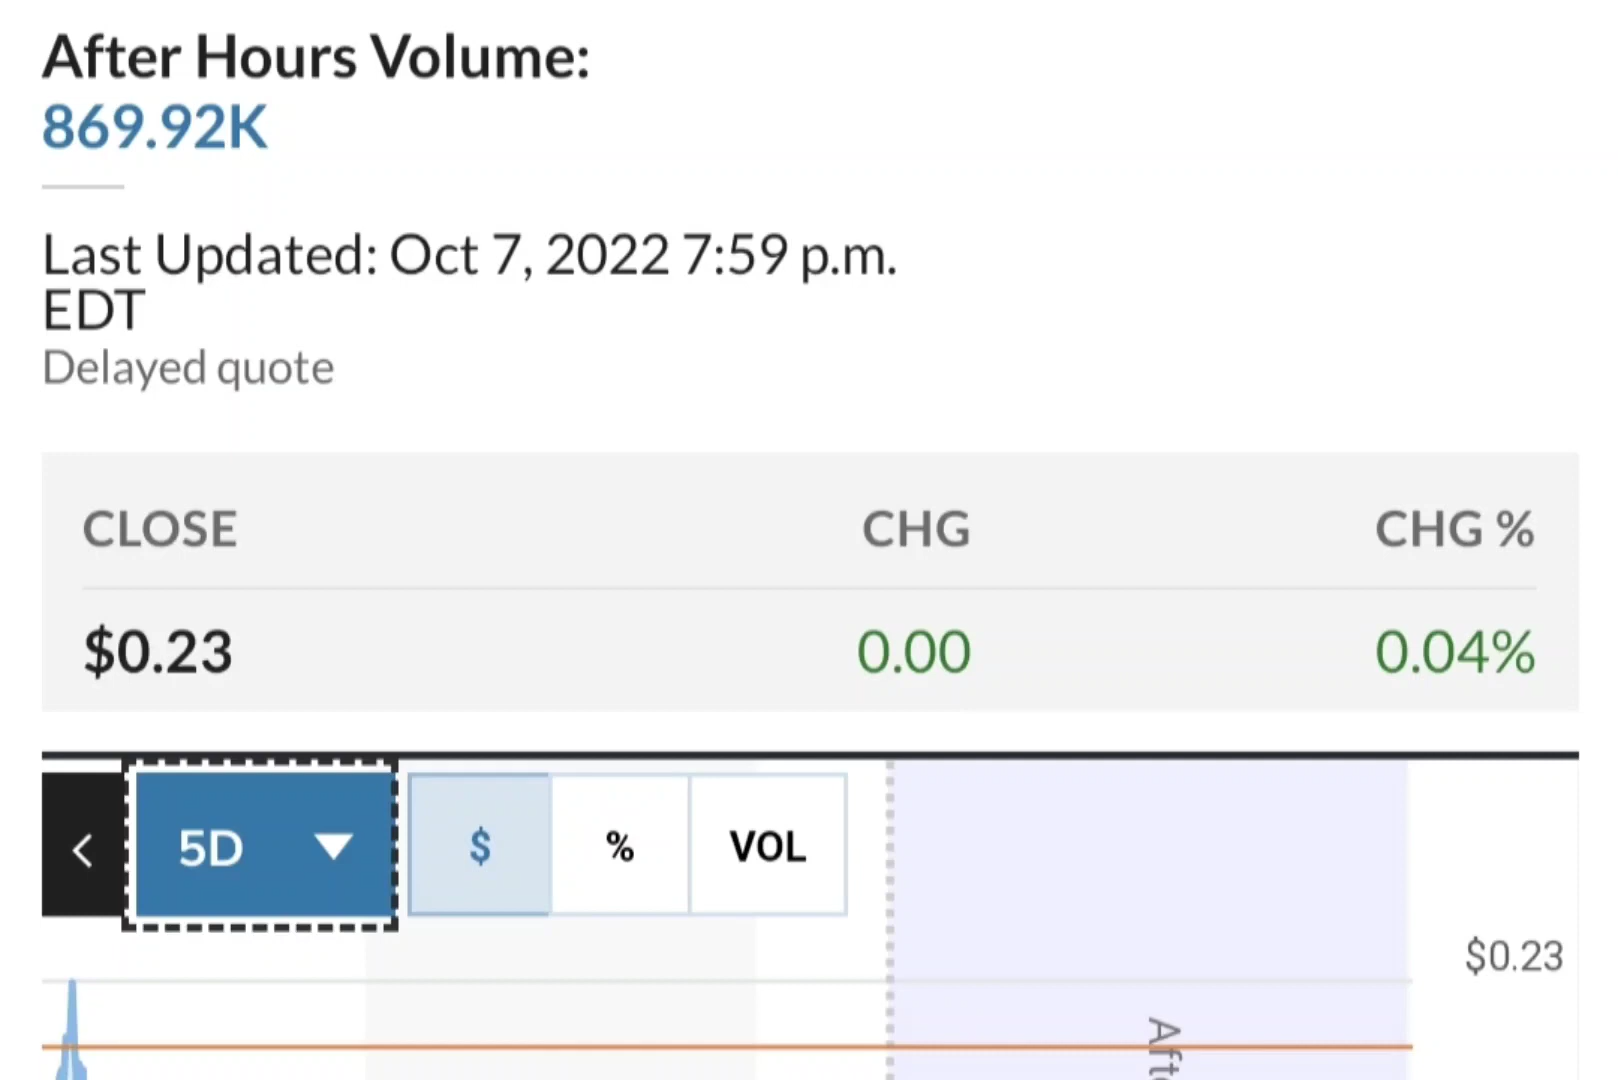 After Hours Volume:
869.92K
Last Updated: Oct 7, 2022 7:59 p.m.
EDT
Delayed quote
CLOSE CHG CHG %
$0.23 0.00 0.04%
5D $ % VOL
$0.23